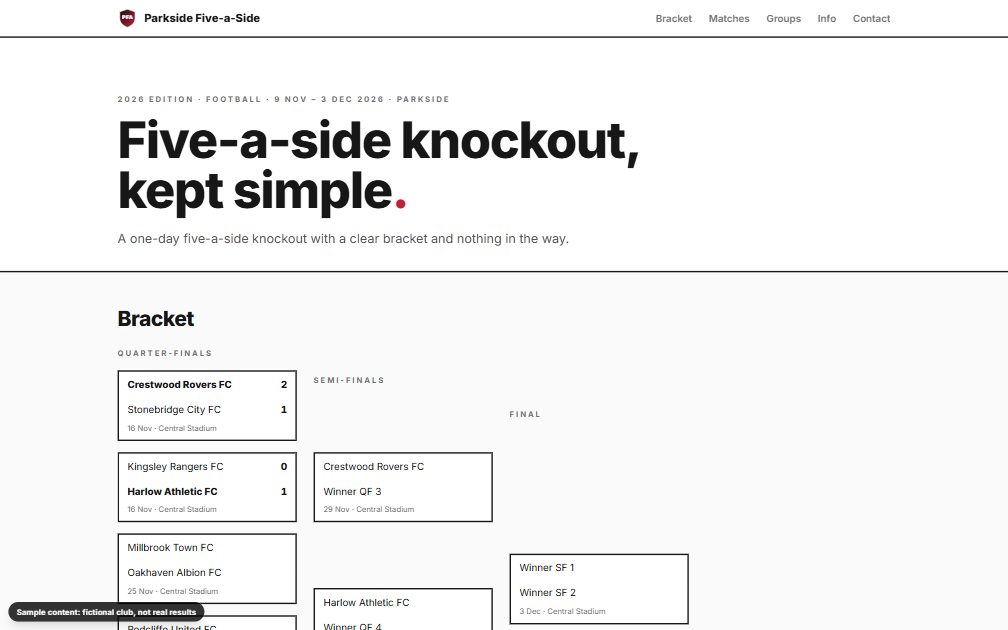 PFA
Parkside Five-a-Side
Bracket
Matches
Groups
Info
Contact
2026 EDITION · FOOTBALL · 9 NOV – 3 DEC 2026 · PARKSIDE
Five-a-side knockout,
kept simple.
A one-day five-a-side knockout with a clear bracket and nothing in the way.
Bracket
QUARTER-FINALS
Crestwood Rovers FC 2
Stonebridge City FC 1
16 Nov · Central Stadium
Kingsley Rangers FC 0
Harlow Athletic FC 1
16 Nov · Central Stadium
Millbrook Town FC
Oakhaven Albion FC
25 Nov · Central Stadium
Redcliffe United FC
SEMI-FINALS
Crestwood Rovers FC
Winner QF 3
29 Nov · Central Stadium
Harlow Athletic FC
Winner QF 4
FINAL
Winner SF 1
Winner SF 2
3 Dec · Central Stadium
Sample content: fictional club, not real results